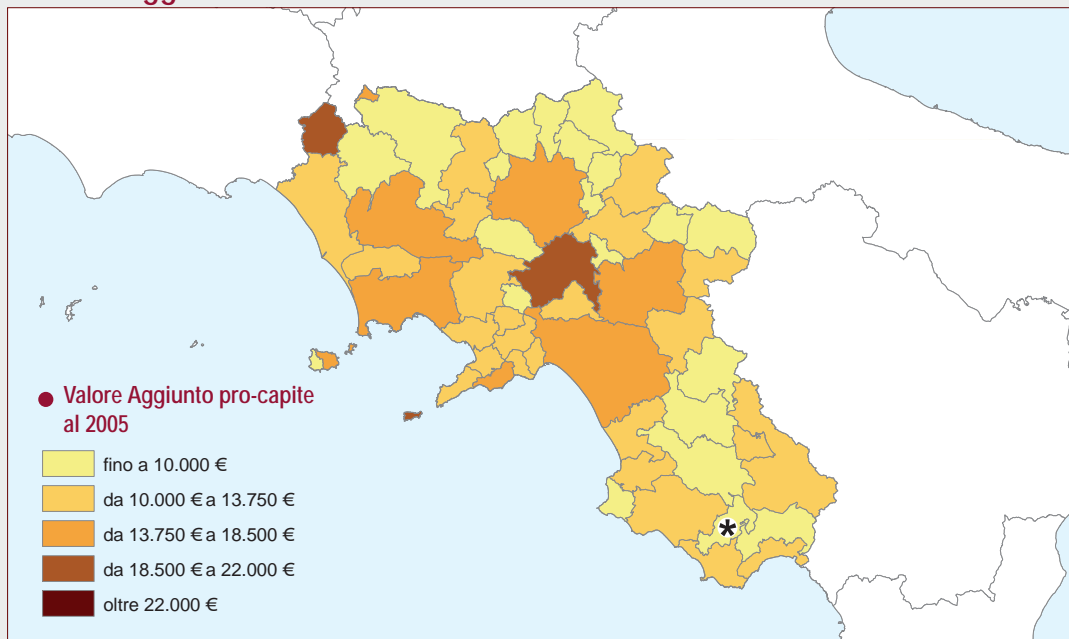 Valore Aggiunto pro-capite
al 2005
fino a 10.000 €
da 10.000 € a 13.750 €
da 13.750 € a 18.500 €
da 18.500 € a 22.000 €
oltre 22.000 €
*